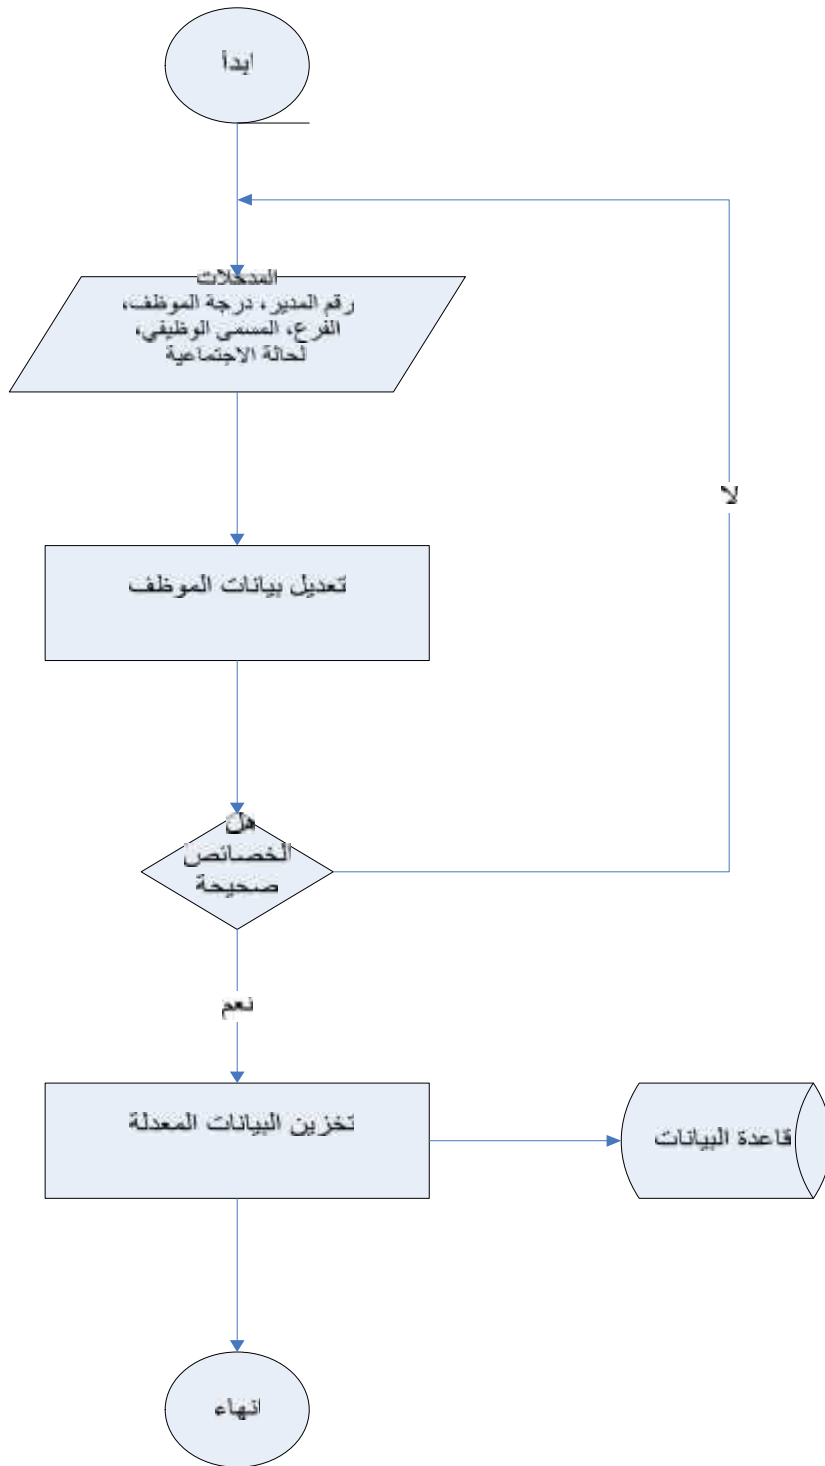 ابدأ
المدخلات
رقم المدير، درجة الموظف،
الفرع، المسمى الوظيفي،
لحالة الاجتماعية
لا
تعديل بيانات الموظف
هل
الخصائص
صحيحة
نعم
تخزين البيانات المعدلة
قاعدة البيانات
انهاء